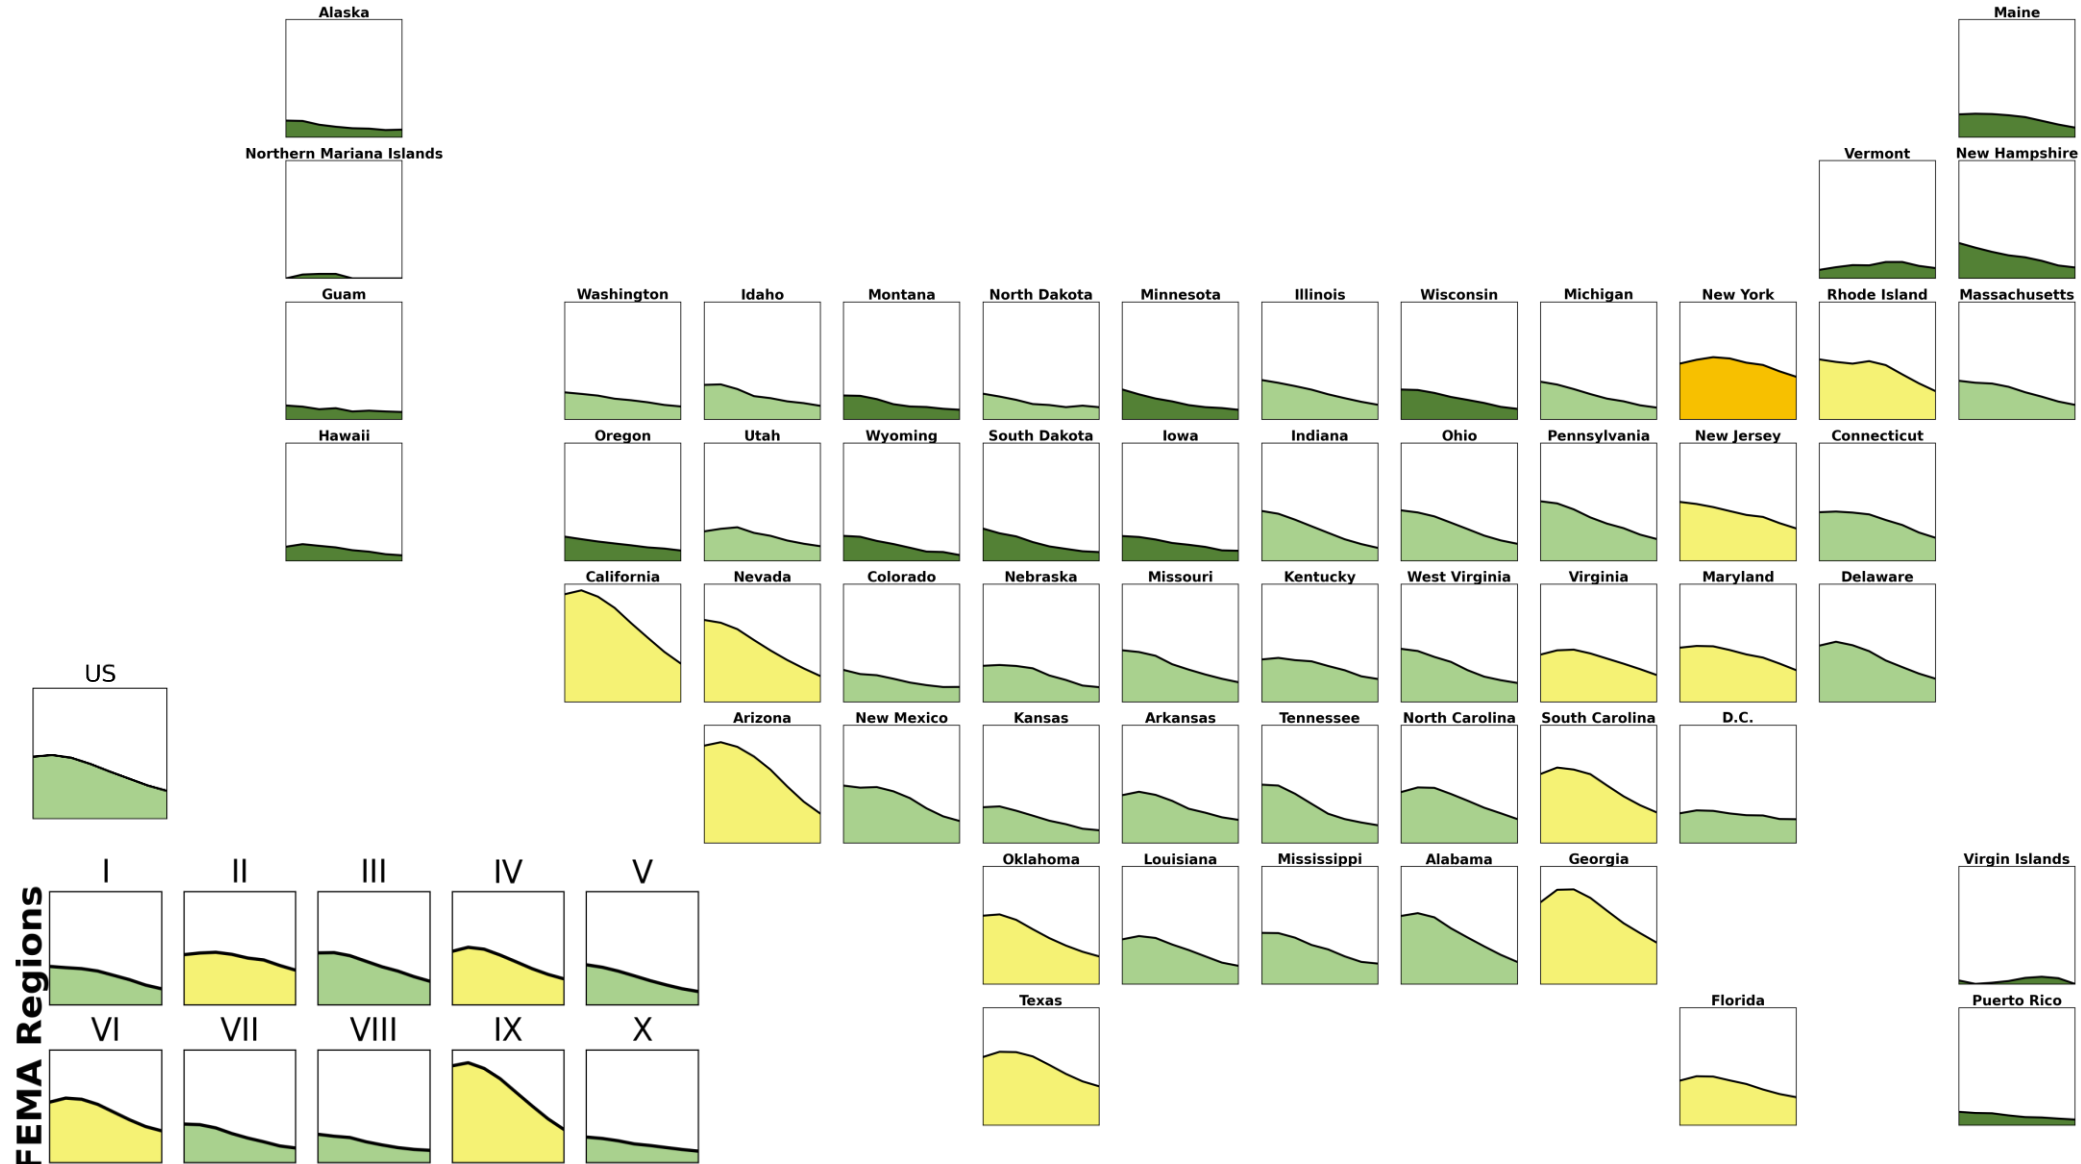 Alaska
Maine
Northern Mariana Islands
Vermont
New Hampshire
Guam
Washington
Idaho
Montana
North Dakota
Minnesota
Illinois
Wisconsin
Michigan
New York
Rhode Island
Massachusetts
Hawaii
Oregon
Utah
Wyoming
South Dakota
Iowa
Indiana
Ohio
Pennsylvania
New Jersey
Connecticut
California
Nevada
Colorado
Nebraska
Missouri
Kentucky
West Virginia
Virginia
Maryland
Delaware
US
Arizona
New Mexico
Kansas
Arkansas
Tennessee
North Carolina
South Carolina
D.C.
Oklahoma
Louisiana
Mississippi
Alabama
Georgia
Virgin Islands
Texas
Florida
Puerto Rico
FEMA Regions
I
II
III
IV
V
VI
VII
VIII
IX
X